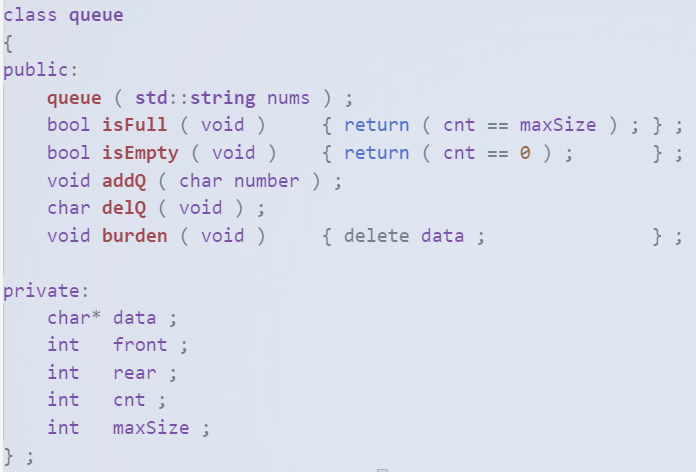 class queue
{
public:
    queue ( std::string nums ) ;
    bool isFull ( void )     { return ( cnt == maxSize ) ; } ;
    bool isEmpty ( void )    { return ( cnt == 0 ) ;       } ;
    void addQ ( char number ) ;
    char delQ ( void ) ;
    void burden ( void )     { delete data ;               } ;
private:
    char* data ;
    int   front ;
    int   rear ;
    int   cnt ;
    int   maxSize ;
} ;